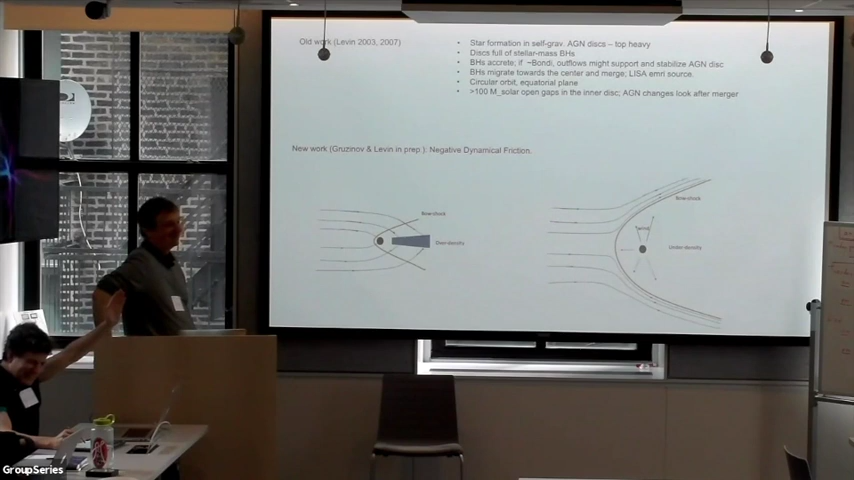 Old work (Levin 2003, 2007)
• Star formation in self-grav. AGN discs – top heavy
• Discs full of stellar-mass BHs
• BHs accrete; if ~Bondi, outflows might support and stabilize AGN disc
• BHs migrate towards the center and merge; LISA emri source.
• Circular orbit, equatorial plane
• >100 M_solar open gaps in the inner disc; AGN changes look after merger
New work (Gruzinov & Levin in prep): Negative Dynamical Friction.
Bow-shock
Over-density
Bow-shock
Under-density
GroupSeries